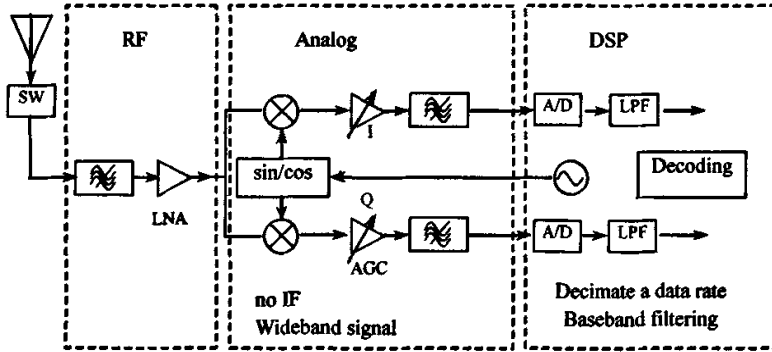 RF
Analog
DSP
SW
A/D
LPF
I
sin/cos
Decoding
LNA
Q
A/D
LPF
AGC
no IF
Wideband signal
Decimate a data rate
Baseband filtering